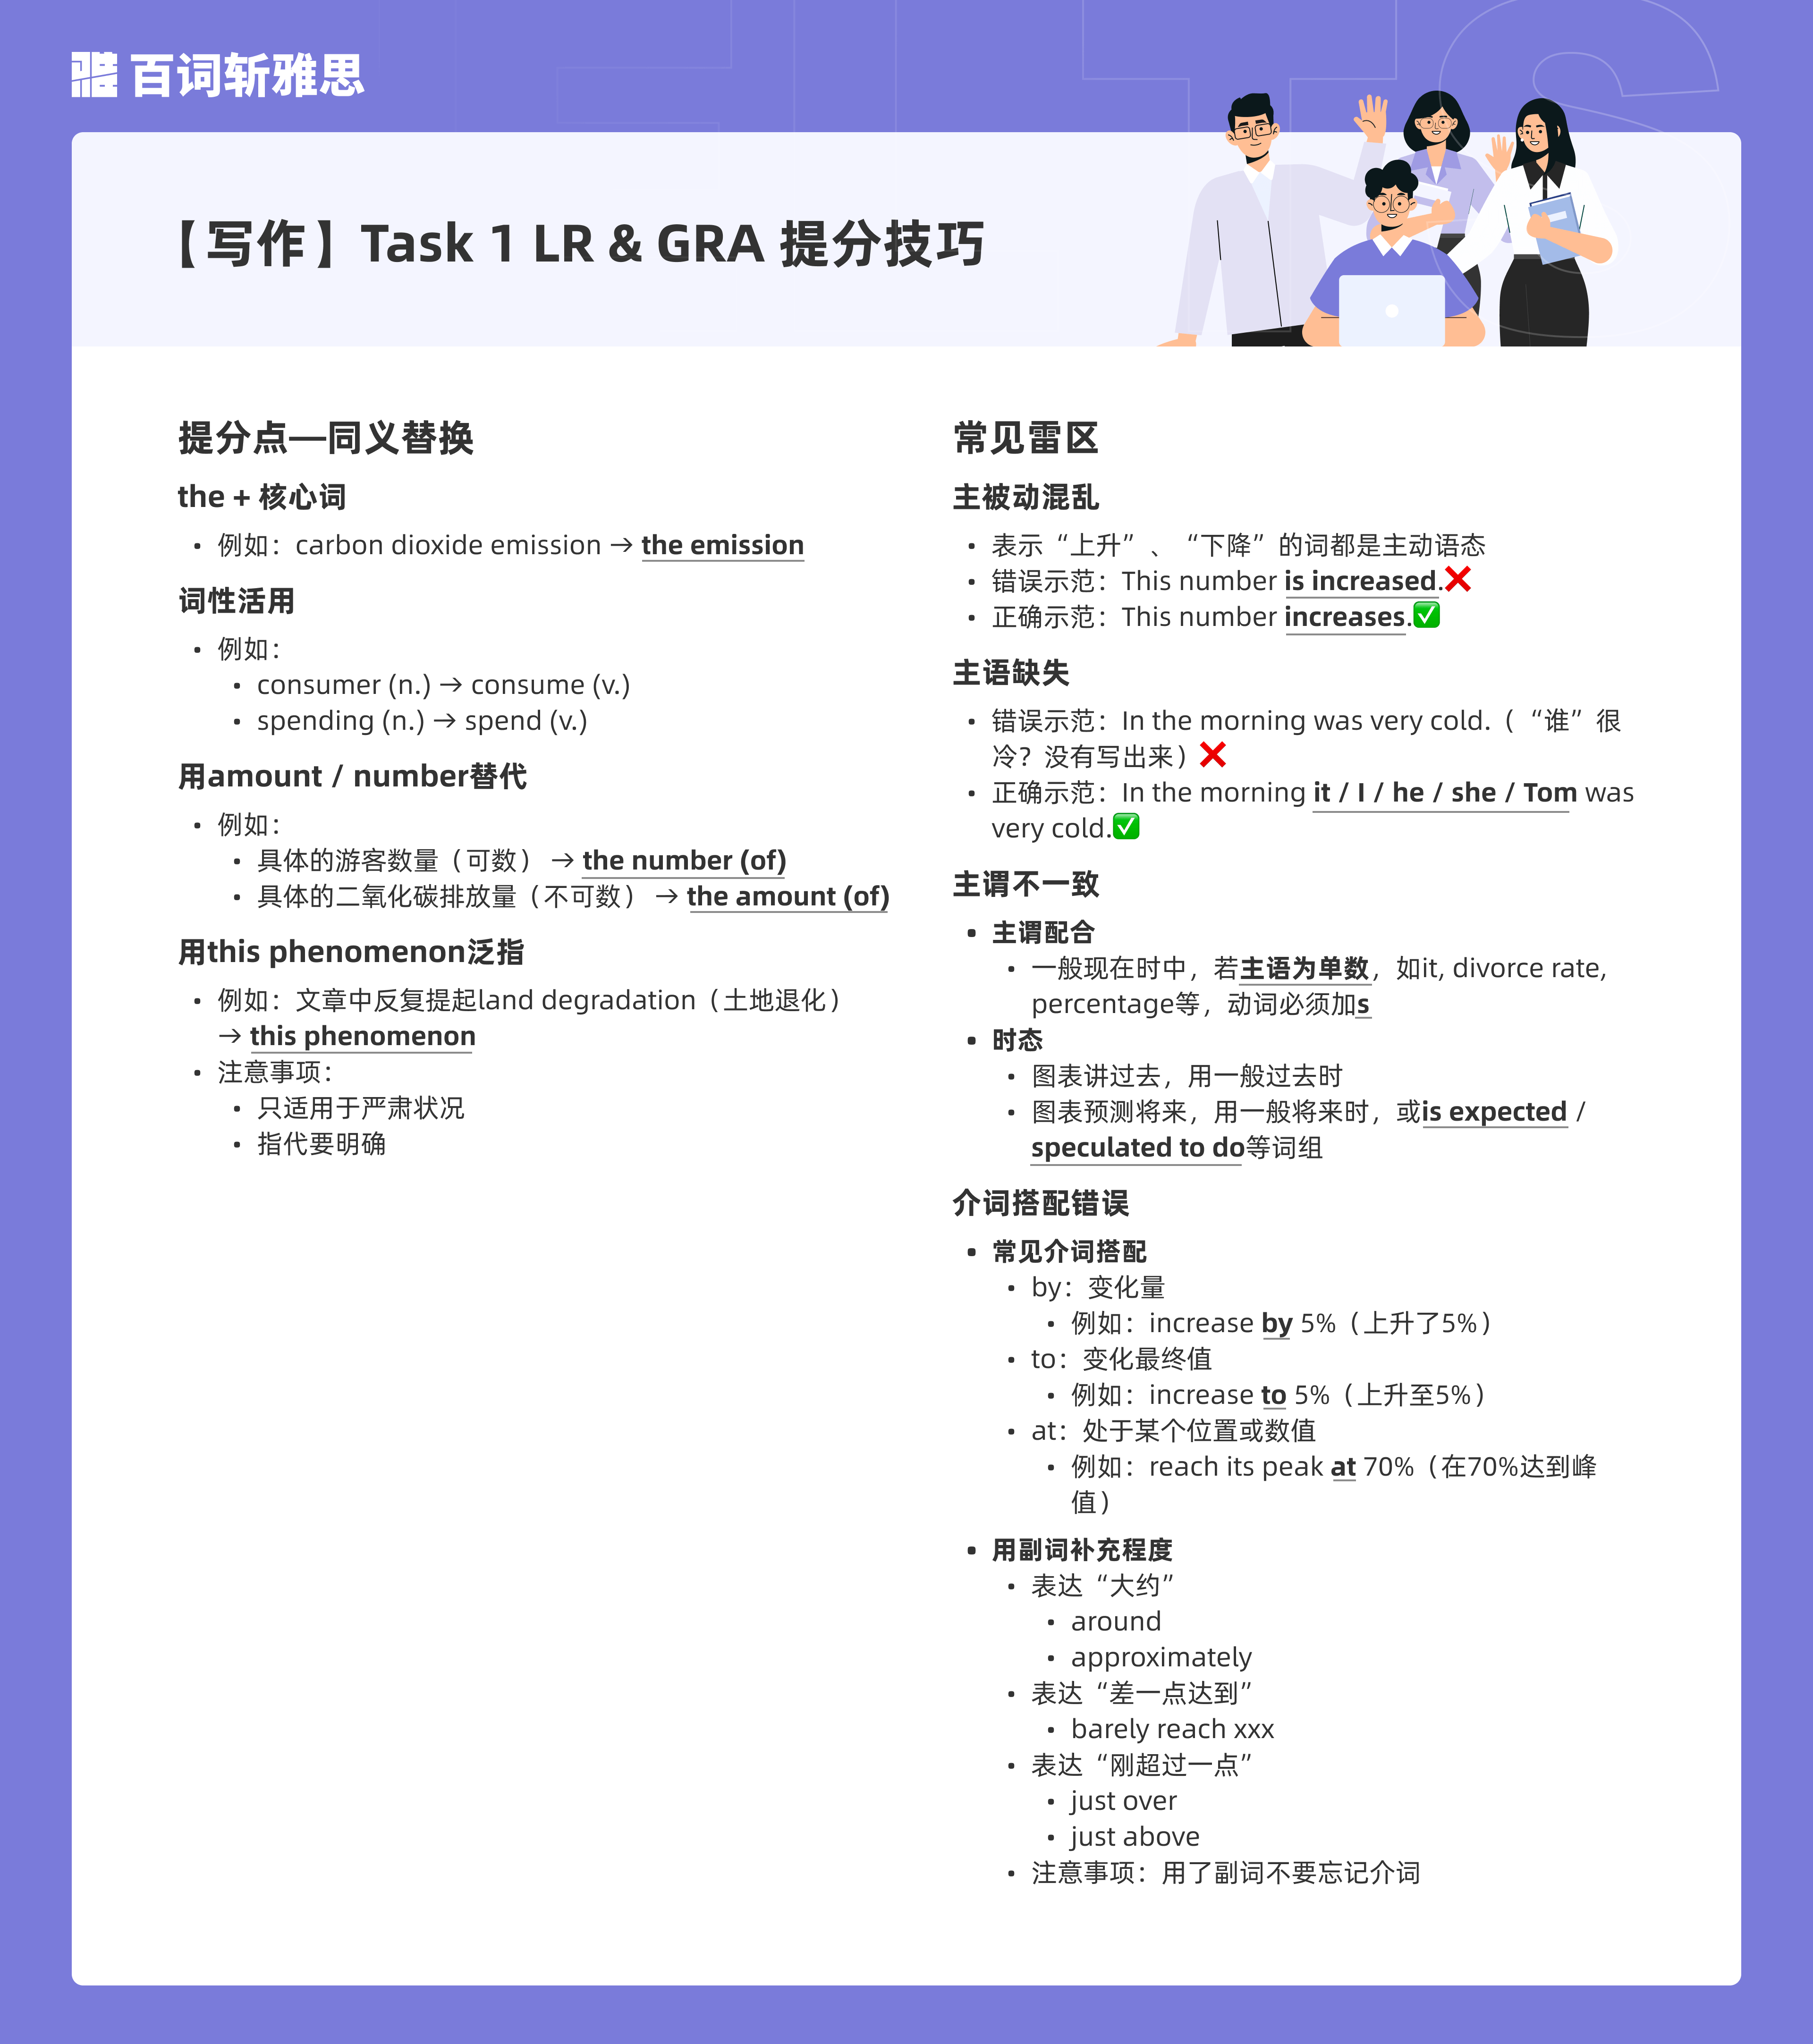 百词斩雅思
【写作】Task 1 LR & GRA 提分技巧
提分点—同义替换
the + 核心词
• 例如：carbon dioxide emission → the emission
词性活用
• 例如：
• consumer (n.) → consume (v.)
• spending (n.) → spend (v.)
用amount / number替代
• 例如：
• 具体的游客数量（可数） → the number (of)
• 具体的二氧化碳排放量（不可数） → the amount (of)
用this phenomenon泛指
• 例如：文章中反复提起land degradation（土地退化）
→ this phenomenon
• 注意事项：
• 只适用于严肃状况
• 指代要明确
常见雷区
主被动混乱
• 表示“上升”、“下降”的词都是主动语态
• 错误示范：This number is increased.❌
• 正确示范：This number increases.✅
主语缺失
• 错误示范：In the morning was very cold.（“谁”很
冷？没有写出来）❌
• 正确示范：In the morning it / I / he / she / Tom was
very cold.✅
主谓不一致
• 主谓配合
• 一般现在时中，若主语为单数，如it, divorce rate,
percentage等，动词必须加s
• 时态
• 图表讲过去，用一般过去时
• 图表预测将来，用一般将来时，或is expected /
speculated to do等词组
介词搭配错误
• 常见介词搭配
• by：变化量
• 例如：increase by 5%（上升了5%）
• to：变化最终值
• 例如：increase to 5%（上升至5%）
• at：处于某个位置或数值
• 例如：reach its peak at 70%（在70%达到峰
值）
• 用副词补充程度
• 表达“大约”
• around
• approximately
• 表达“差一点达到”
• barely reach xxx
• 表达“刚超过一点”
• just over
• just above
• 注意事项：用了副词不要忘记介词